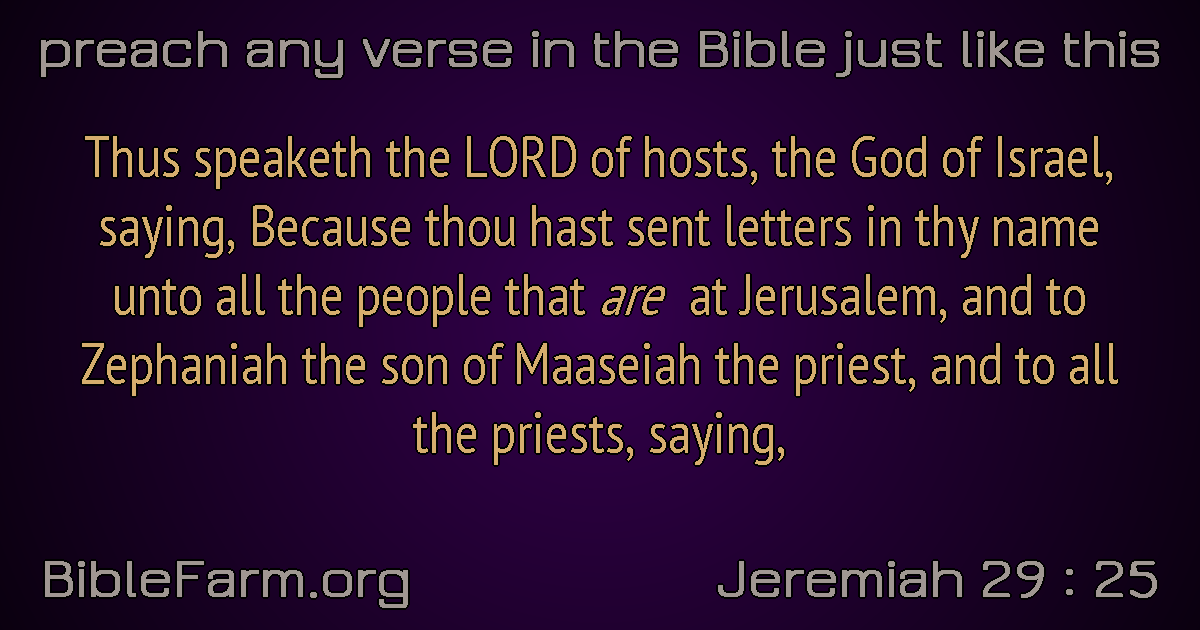 preach any verse in the Bible just like this
Thus speaketh the LORD of hosts, the God of Israel,
saying, Because thou hast sent letters in thy name
unto all the people that are at Jerusalem, and to
Zephaniah the son of Maaseiah the priest, and to all
the priests, saying,
BibleFarm.org
Jeremiah 29 : 25